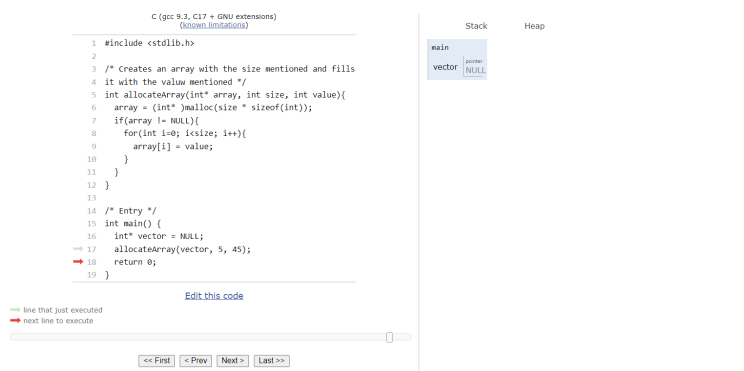 C (gcc 9.3, C17 + GNU extensions)
(known limitations)
1 #include <stdlib.h>
2
3 /* Creates an array with the size mentioned and fills
4 it with the valuw mentioned */
5 int allocateArray(int* array, int size, int value){
6 array = (int* )malloc(size * sizeof(int));
7 if(array != NULL){
8 for(int i=0; i<size; i++){
9 array[i] = value;
10 }
11 }
12 }
13
14 /* Entry */
15 int main() {
16 int* vector = NULL;
17 allocateArray(vector, 5, 45);
18 return 0;
19 }
Edit this code
line that just executed
next line to execute
<< First < Prev Next > Last >>
Stack Heap
main
pointer
vector NULL